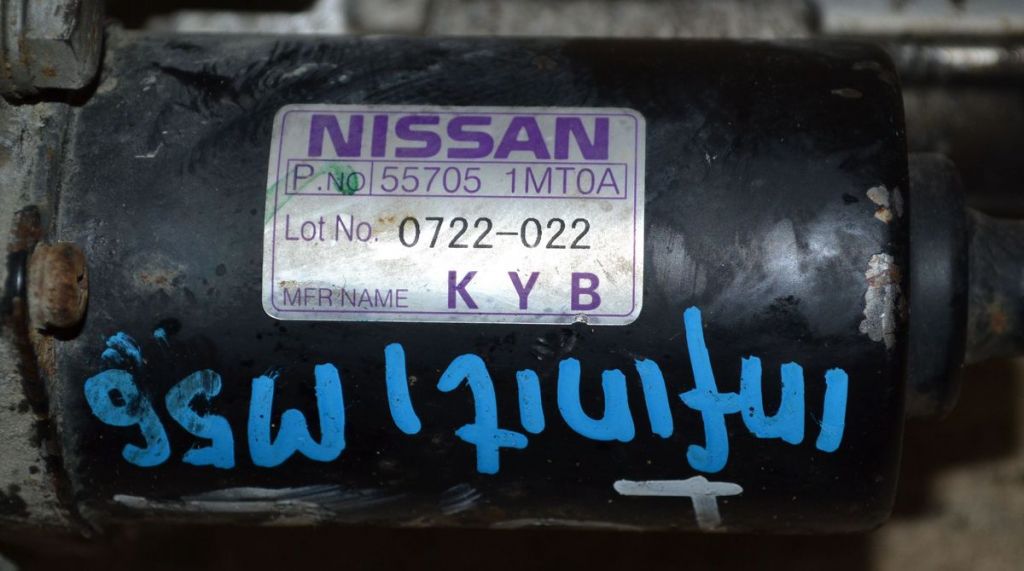 NISSAN
P.NO 55705 1MT0A
Lot No. 0722-022
MFR NAME KYB
Infiniti M56